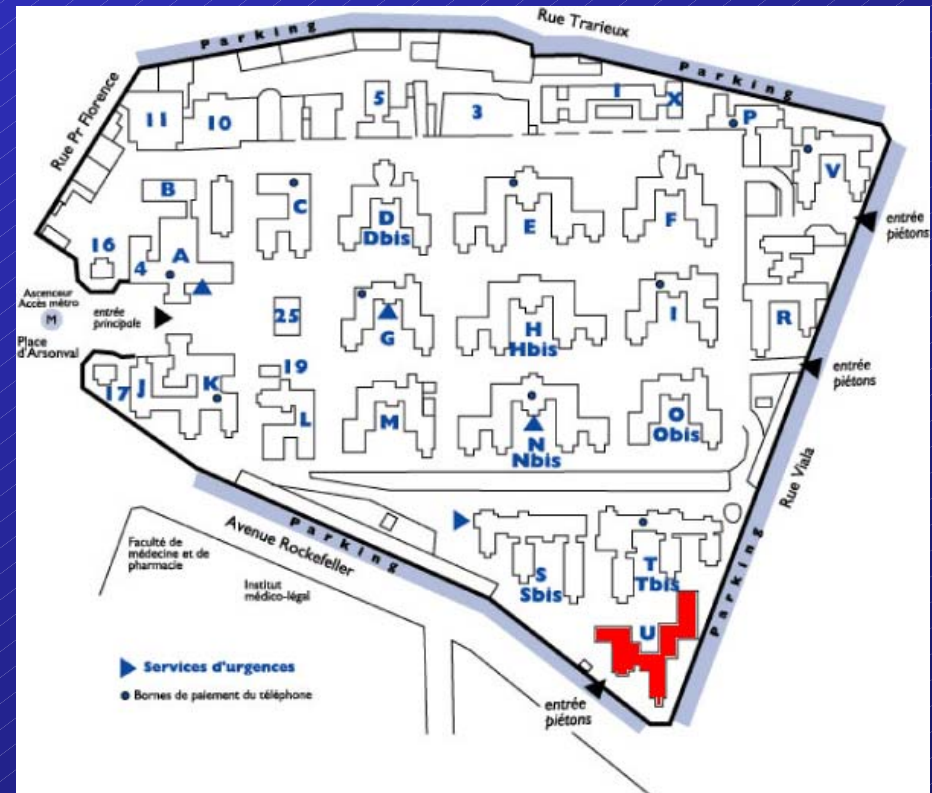 Rue Trarieux
Parking
Parking
Rue Pr Florence
11
10
5
3
1
X
P
V
B
C
D
Dbis
E
F
entrée
piétons
16
4
A
Ascenceur
Accès métro
M
Place
d'Arsonval
entrée
principale
25
G
H
Hbis
I
R
entrée
piétons
17
J
K
19
L
M
N
Nbis
O
Obis
Rue Viala
Parking
Avenue Rockefeller
Parking
Faculté de
médecine et de
pharmacie
Institut
médico-légal
S
Sbis
T
Tbis
U
Services d'urgences
Bornes de paiement du téléphone
entrée
piétons